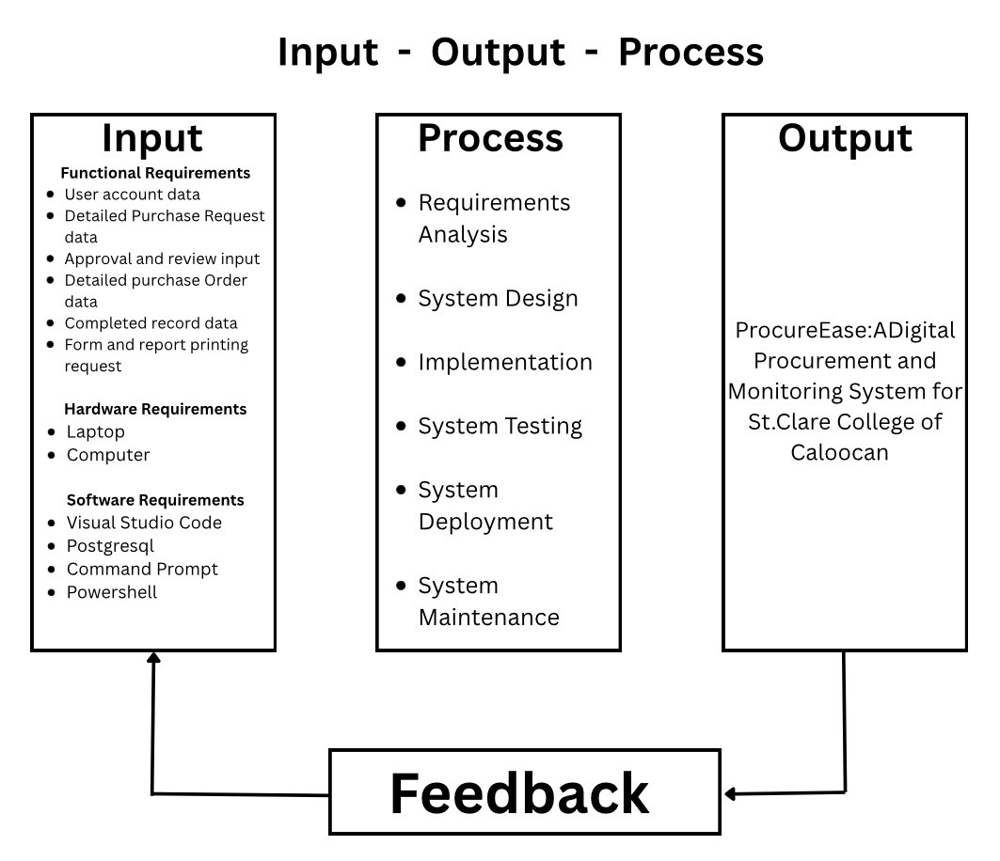 Input - Output - Process
Input
Functional Requirements
User account data
Detailed Purchase Request
data
Approval and review input
Detailed purchase Order
data
Completed record data
Form and report printing
request
Hardware Requirements
Laptop
Computer
Software Requirements
Visual Studio Code
Postgresql
Command Prompt
Powershell
Process
Requirements
Analysis
System Design
Implementation
System Testing
System
Deployment
System
Maintenance
Output
ProcureEase:ADigital
Procurement and
Monitoring System for
St.Clare College of
Caloocan
Feedback